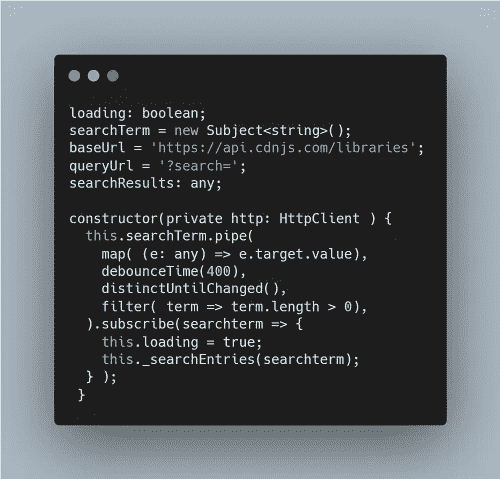 loading: boolean;
searchTerm = new Subject<string>();
baseUrl = 'https://api.cdnjs.com/libraries';
queryUrl = '?search=';
searchResults: any;
constructor(private http: HttpClient ) {
this.searchTerm.pipe(
map( (e: any) => e.target.value),
debounceTime(400),
distinctUntilChanged(),
filter( term => term.length > 0),
).subscribe(searchterm => {
this.loading = true;
this._searchEntries(searchterm);
} );
}